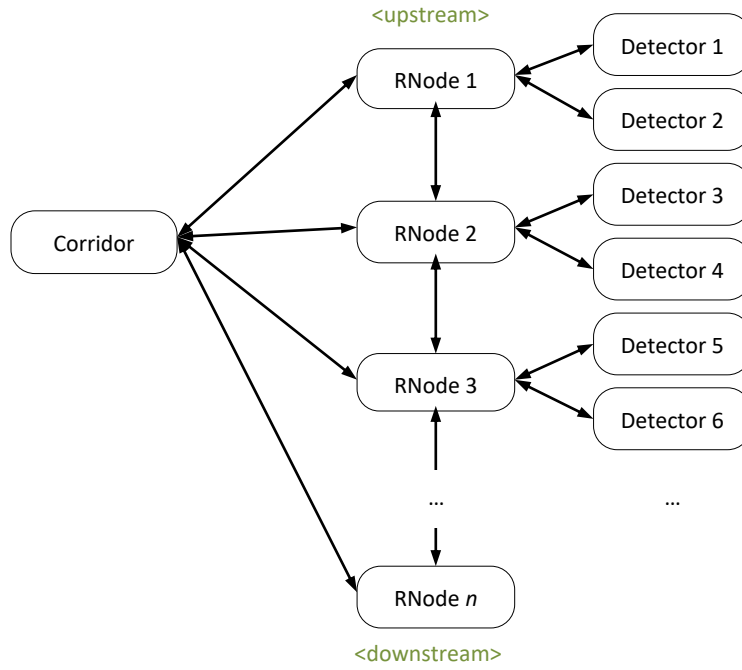 <upstream>
RNode 1
Detector 1
Detector 2
Corridor
RNode 2
Detector 3
Detector 4
RNode 3
Detector 5
Detector 6
...
...
RNode n
<downstream>